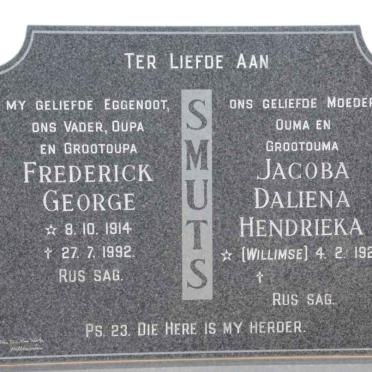 TER LIEFDE AAN
MY GELIEFDE EGGENOOT,
ONS VADER, OUPA
EN GROOTOUPA
FREDERICK
GEORGE
☆ 8. 10. 1914
† 27. 7. 1992.
RUS SAG.
SMUTS
ONS GELIEFDE MOEDER
OUMA EN
GROOTOUMA
JACOBA
DALIENA
HENDRIEKA
☆ [WILLIMSE] 4. 2. 192
†
RUS SAG.
PS. 23. DIE HERE IS MY HERDER.